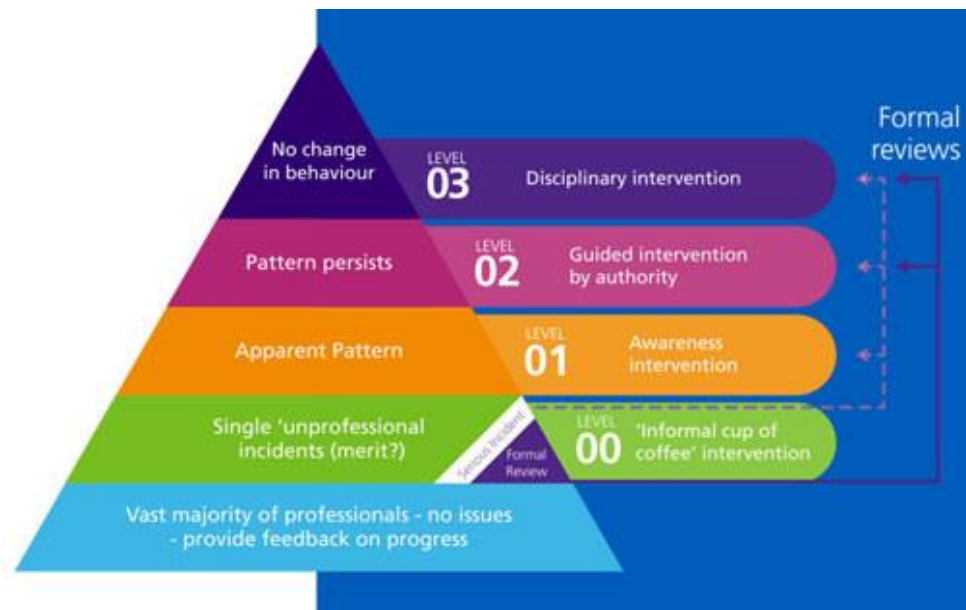 Formal
reviews
No change
in behaviour
LEVEL
03
Disciplinary intervention
Pattern persists
LEVEL
02
Guided intervention
by authority
Apparent Pattern
LEVEL
01
Awareness
intervention
Single ‘unprofessional
incidents (merit?)
Serious Incident
Formal
Review
LEVEL
00
‘Informal cup of
coffee’ intervention
Vast majority of professionals - no issues
- provide feedback on progress